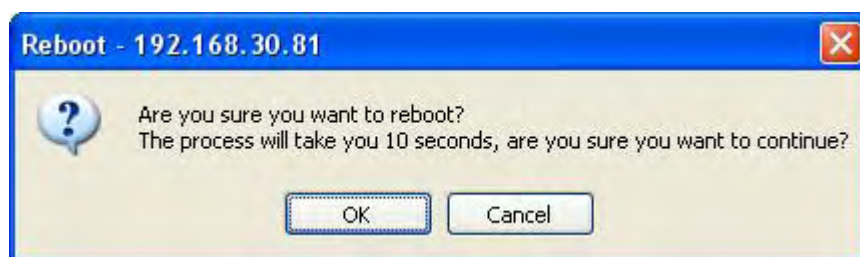 Reboot - 192.168.30.81
Are you sure you want to reboot?
The process will take you 10 seconds, are you sure you want to continue?
OK
Cancel